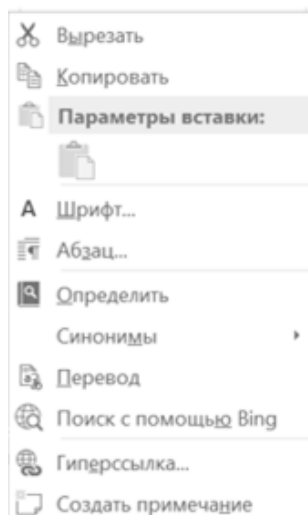 Вырезать
Копировать
Параметры вставки:
А Шрифт...
Абзац...
Определить
Синонимы
Перевод
Поиск с помощью Bing
Гиперссылка...
Создать примечание